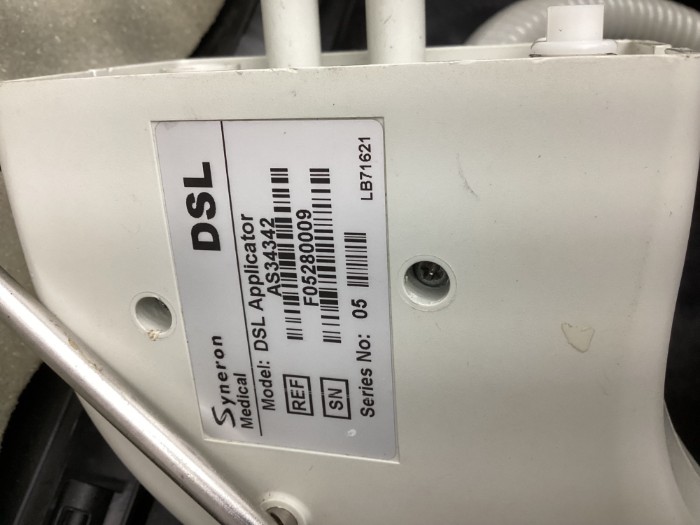 Syneron
Medical
DSL
Model: DSL Applicator
REF
AS34342
SN
F05280009
Series No: 05
LB71621